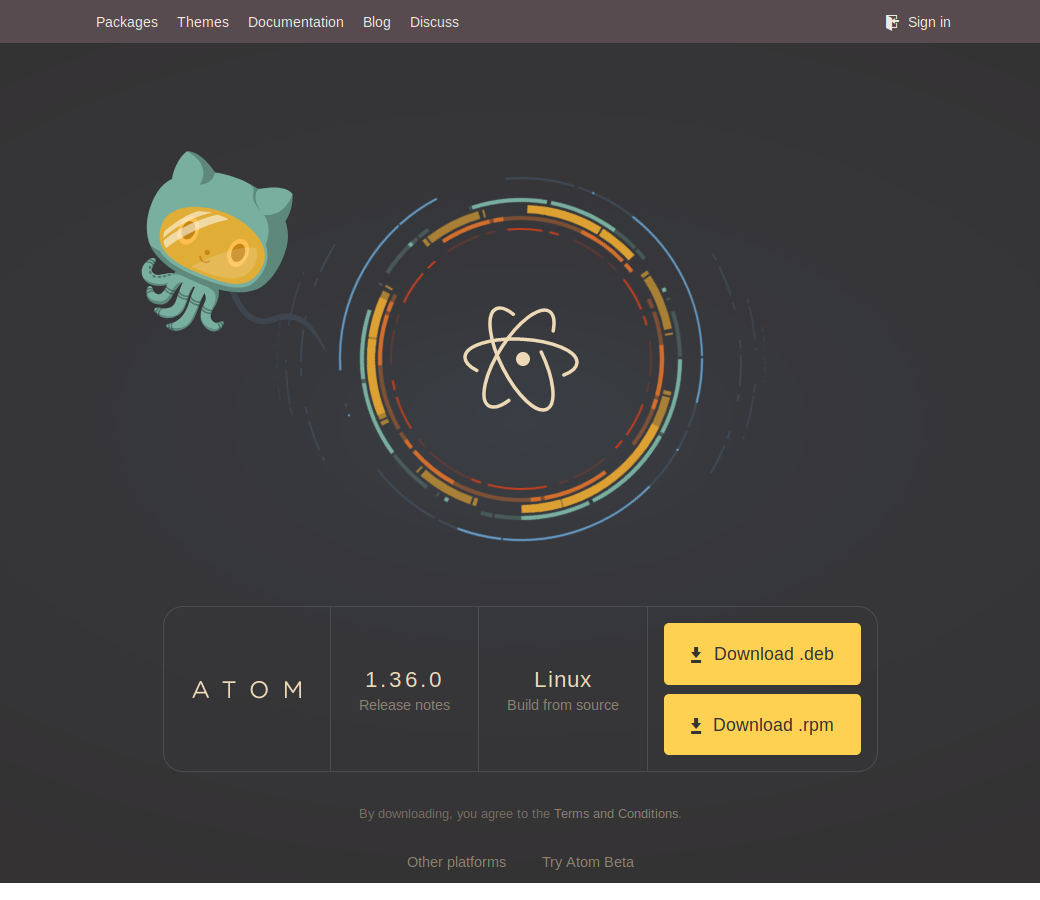 Packages Themes Documentation Blog Discuss Sign in
ATOM
1.36.0
Release notes
Linux
Build from source
Download .deb
Download .rpm
By downloading, you agree to the Terms and Conditions.
Other platforms Try Atom Beta